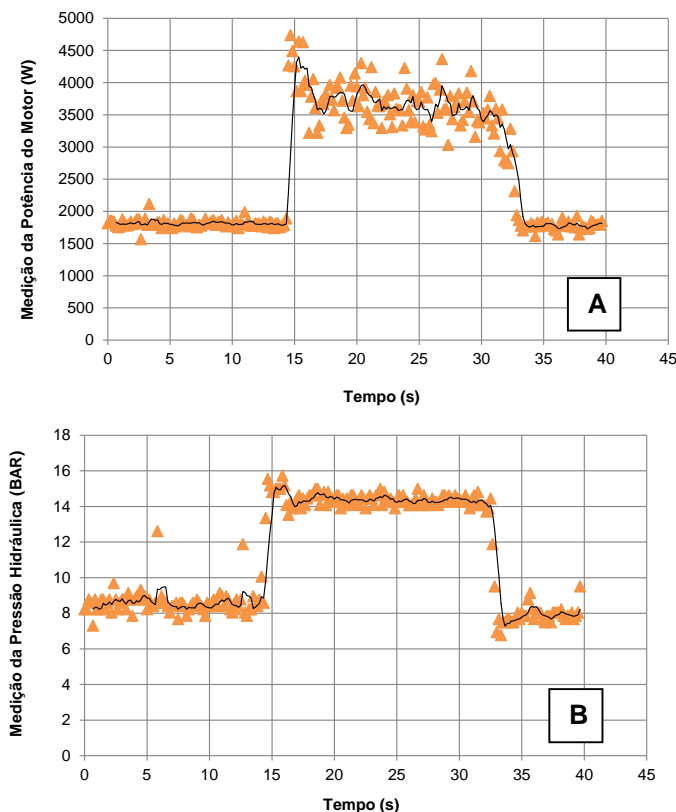 Medição da Potência do Motor (W)
5000
4500
4000
3500
3000
2500
2000
1500
1000
500
0
A
0 5 10 15 20 25 30 35 40 45
Tempo (s)
Medição da Pressão Hidráulica (BAR)
18
16
14
12
10
8
6
4
2
0
B
0 5 10 15 20 25 30 35 40 45
Tempo (s)